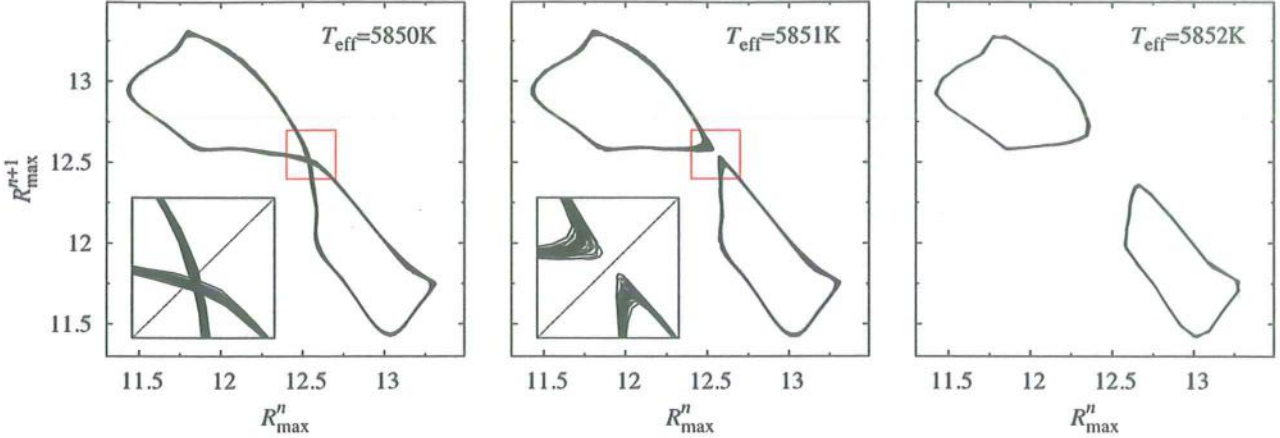 T_eff=5850K
T_eff=5851K
T_eff=5852K
R^{n+1}_max
13
12.5
12
11.5
11.5 12 12.5 13
11.5 12 12.5 13
11.5 12 12.5 13
R^n_max
R^n_max
R^n_max